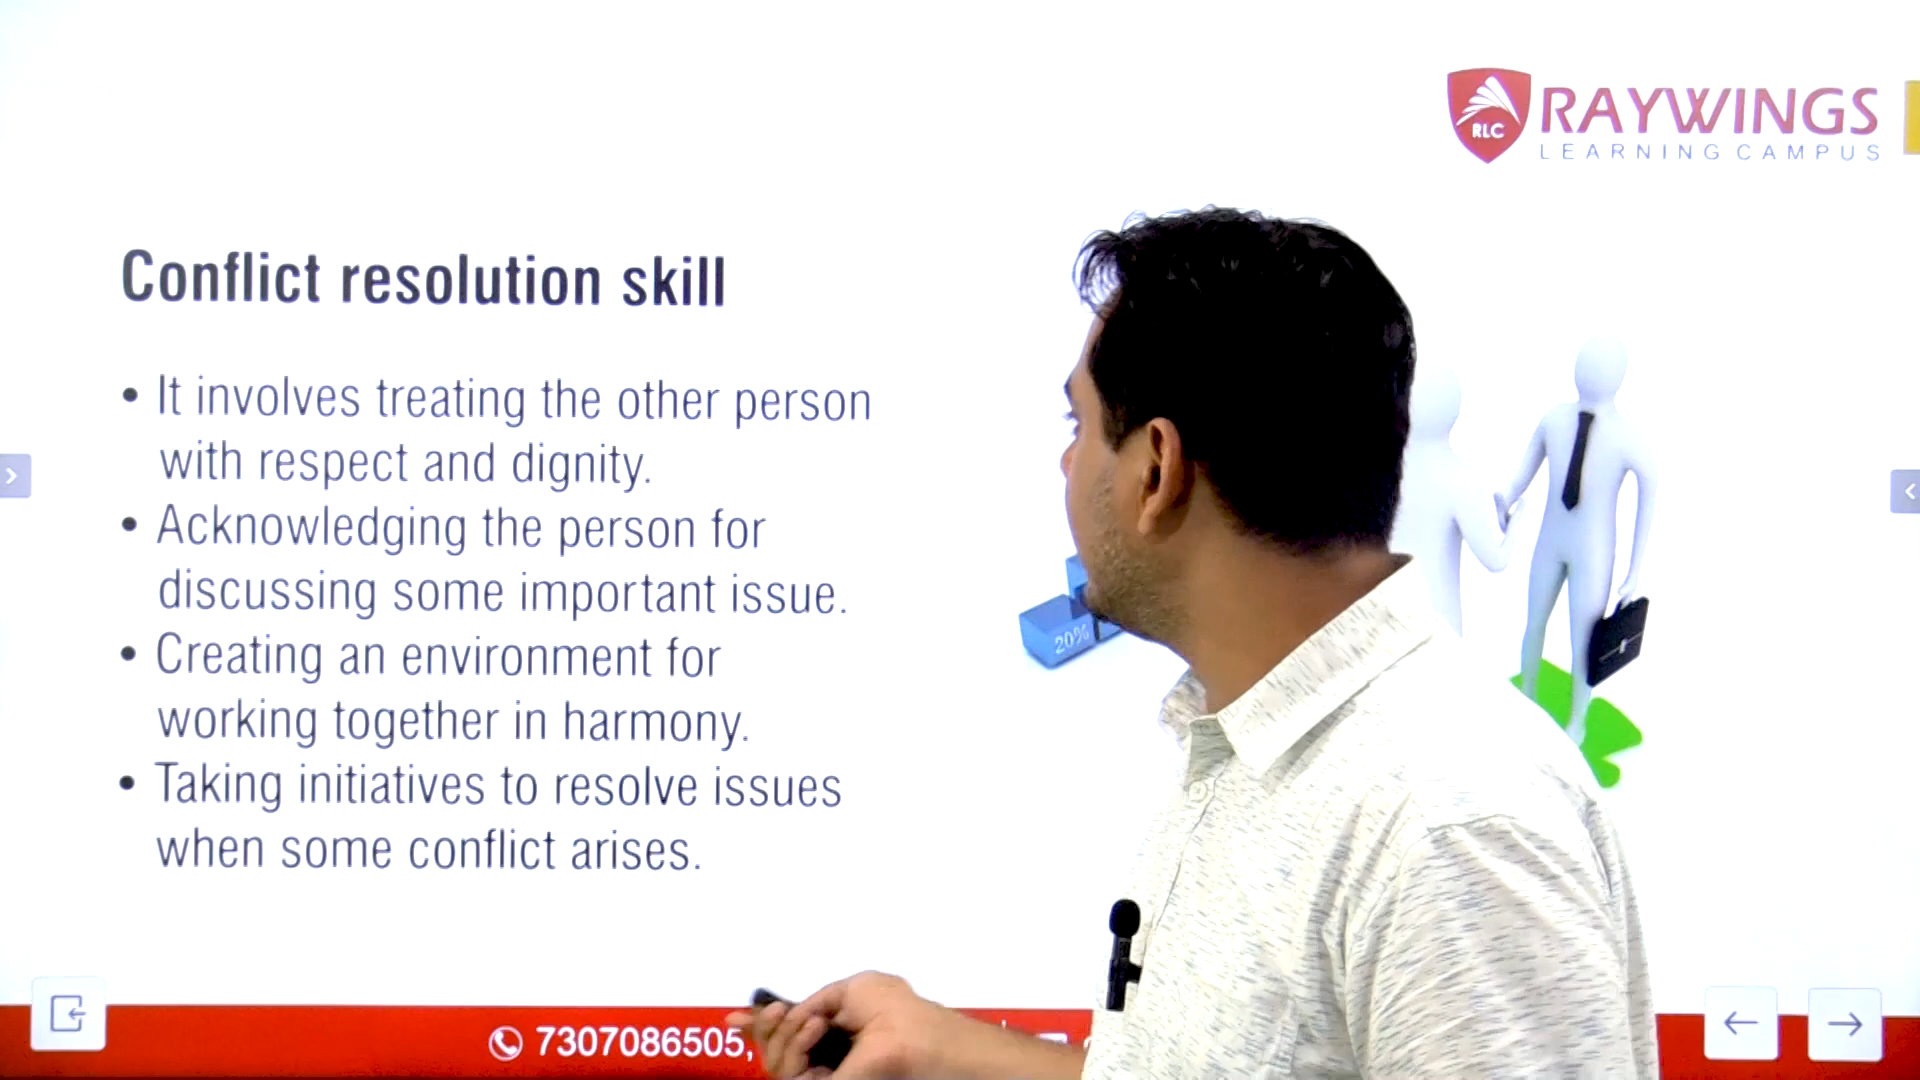 RLC
RAYWINGS
LEARNING CAMPUS
Conflict resolution skill
• It involves treating the other person
with respect and dignity.
• Acknowledging the person for
discussing some important issue.
• Creating an environment for
working together in harmony.
• Taking initiatives to resolve issues
when some conflict arises.
20%
7307086505,